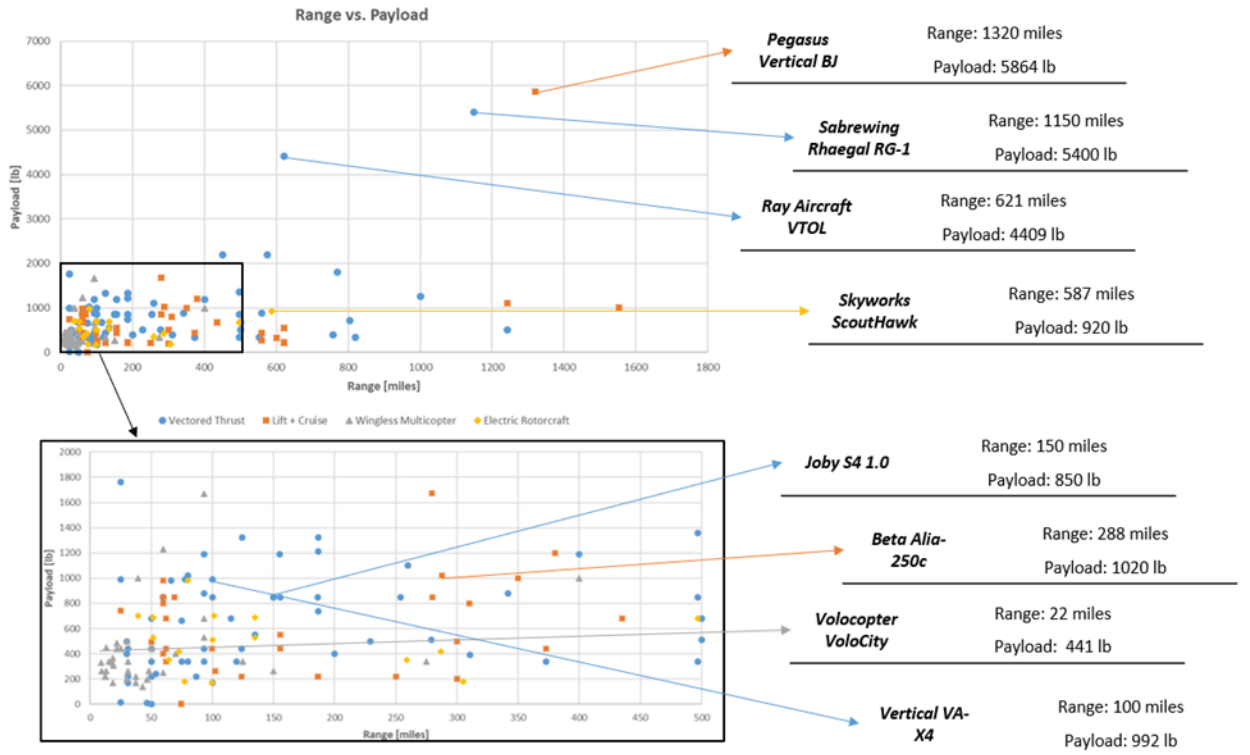 Range vs. Payload
7000
6000
5000
4000
3000
2000
1000
0
Payload [lb]
0 200 400 600 800 1000 1200 1400 1600 1800
Range [miles]
Vectored Thrust Lift + Cruise Wingless Multicopter Electric Rotorcraft
Pegasus
Vertical BJ
Range: 1320 miles
Payload: 5864 lb
Sabrewing
Rhaegal RG-1
Range: 1150 miles
Payload: 5400 lb
Ray Aircraft
VTOL
Range: 621 miles
Payload: 4409 lb
Skyworks
ScoutHawk
Range: 587 miles
Payload: 920 lb
2000
1800
1600
1400
1200
1000
800
600
400
200
0
Payload [lb]
0 50 100 150 200 250 300 350 400 450 500
Range [miles]
Joby S4 1.0
Range: 150 miles
Payload: 850 lb
Beta Alia-
250c
Range: 288 miles
Payload: 1020 lb
Volocopter
VoloCity
Range: 22 miles
Payload: 441 lb
Vertical VA-
X4
Range: 100 miles
Payload: 992 lb